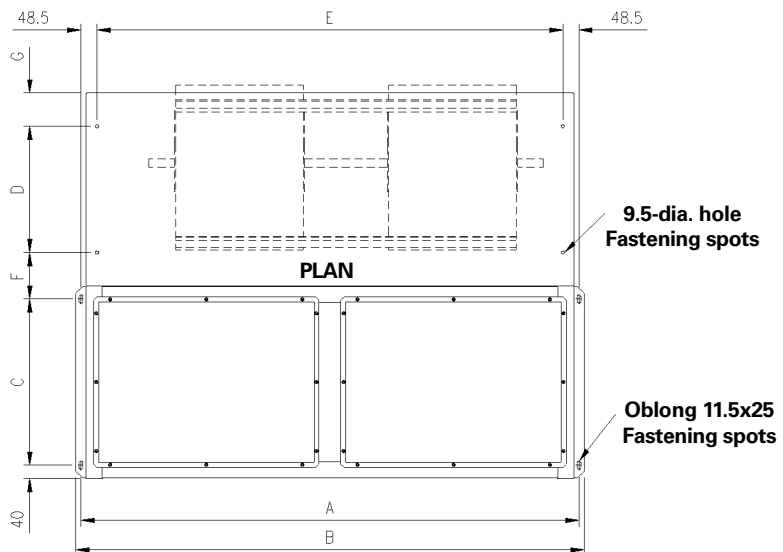 48.5
E
48.5
G
D
9.5-dia. hole
Fastening spots
F
PLAN
C
Oblong 11.5x25
Fastening spots
40
A
B